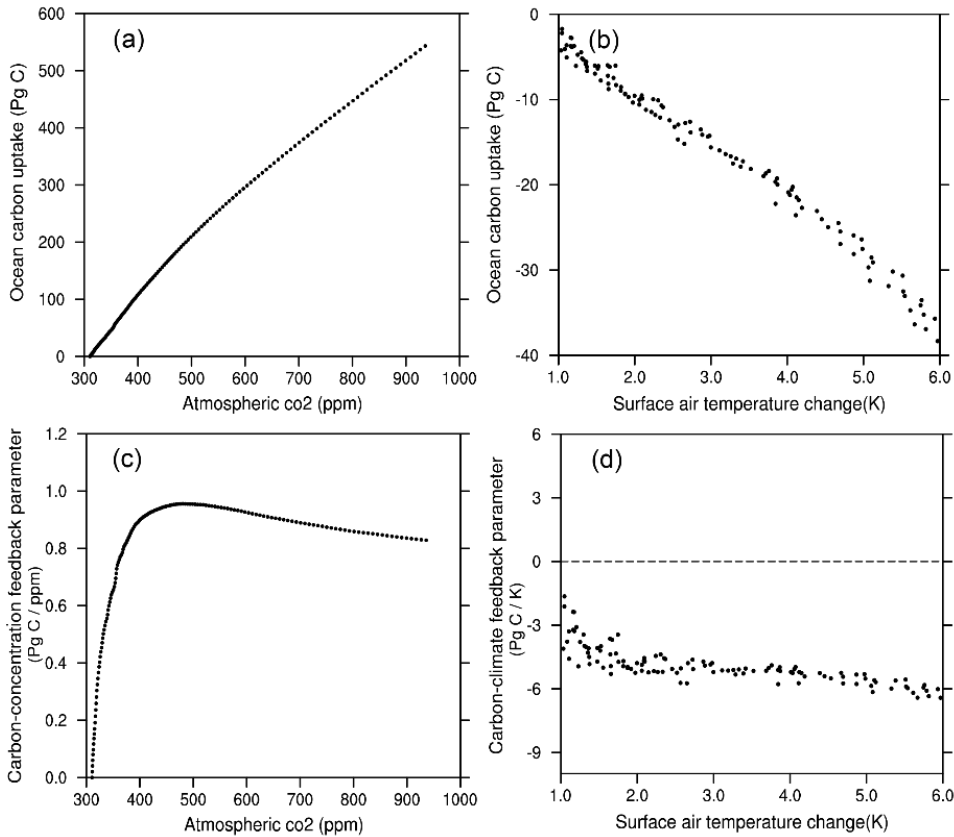 (a)
Ocean carbon uptake (Pg C)
600
500
400
300
200
100
0
300 400 500 600 700 800 900 1000
Atmospheric co2 (ppm)
(b)
Ocean carbon uptake (Pg C)
0
-10
-20
-30
-40
1.0 2.0 3.0 4.0 5.0 6.0
Surface air temperature change(K)
(c)
Carbon-concentration feedback parameter
(Pg C / ppm)
1.2
1.0
0.8
0.6
0.4
0.2
0.0
300 400 500 600 700 800 900 1000
Atmospheric co2 (ppm)
(d)
Carbon-climate feedback parameter
(Pg C / K)
6
3
0
-3
-6
-9
1.0 2.0 3.0 4.0 5.0 6.0
Surface air temperature change(K)